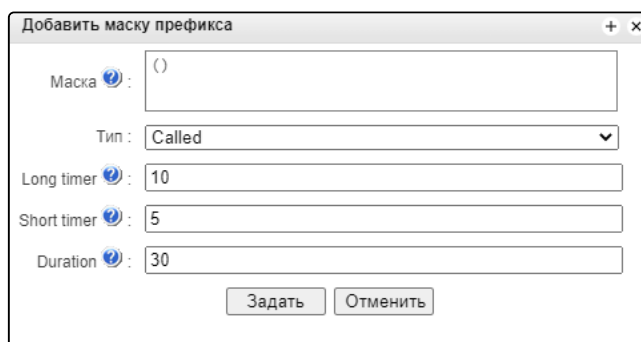 Добавить маску префикса
Маска ? :
()
Тип :
Called
Long timer ? :
10
Short timer ? :
5
Duration ? :
30
Задать
Отменить